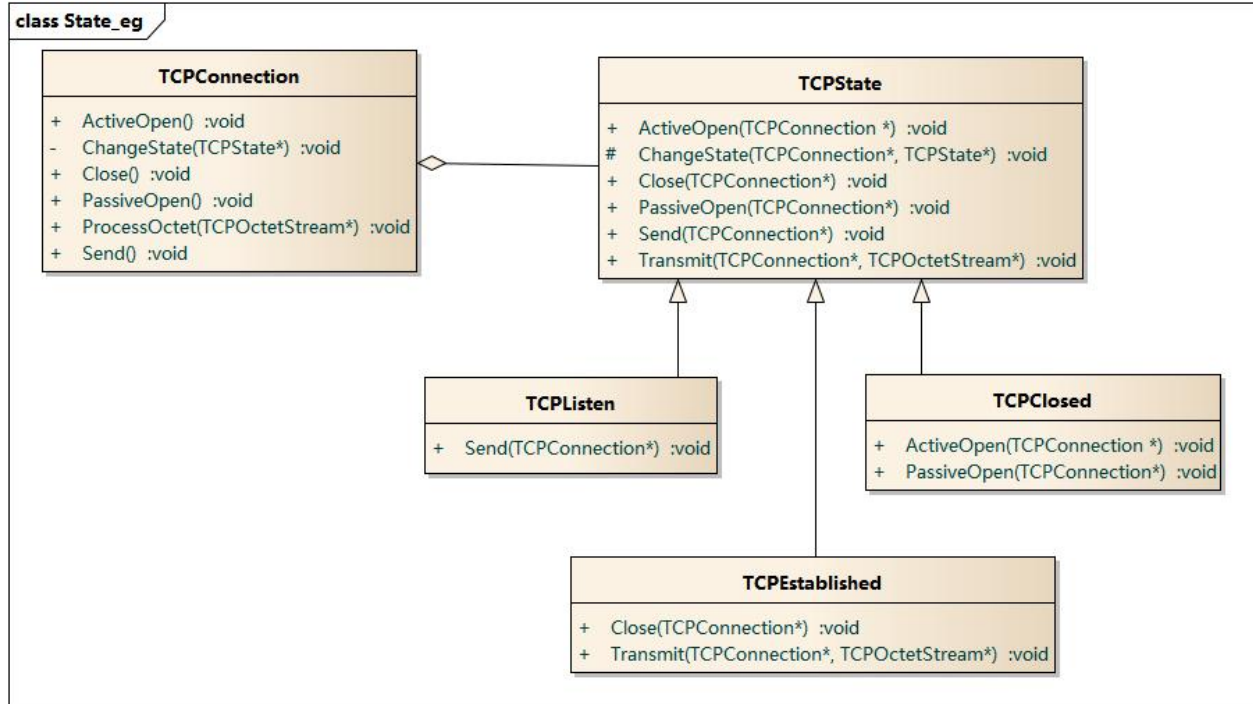 class State_eg
TCPConnection
+ ActiveOpen() :void
- ChangeState(TCPState*) :void
+ Close() :void
+ PassiveOpen() :void
+ ProcessOctet(TCPOctetStream*) :void
+ Send() :void
TCPState
+ ActiveOpen(TCPConnection *) :void
# ChangeState(TCPConnection*, TCPState*) :void
+ Close(TCPConnection*) :void
+ PassiveOpen(TCPConnection*) :void
+ Send(TCPConnection*) :void
+ Transmit(TCPConnection*, TCPOctetStream*) :void
TCPListen
+ Send(TCPConnection*) :void
TCPClosed
+ ActiveOpen(TCPConnection *) :void
+ PassiveOpen(TCPConnection*) :void
TCPEstablished
+ Close(TCPConnection*) :void
+ Transmit(TCPConnection*, TCPOctetStream*) :void